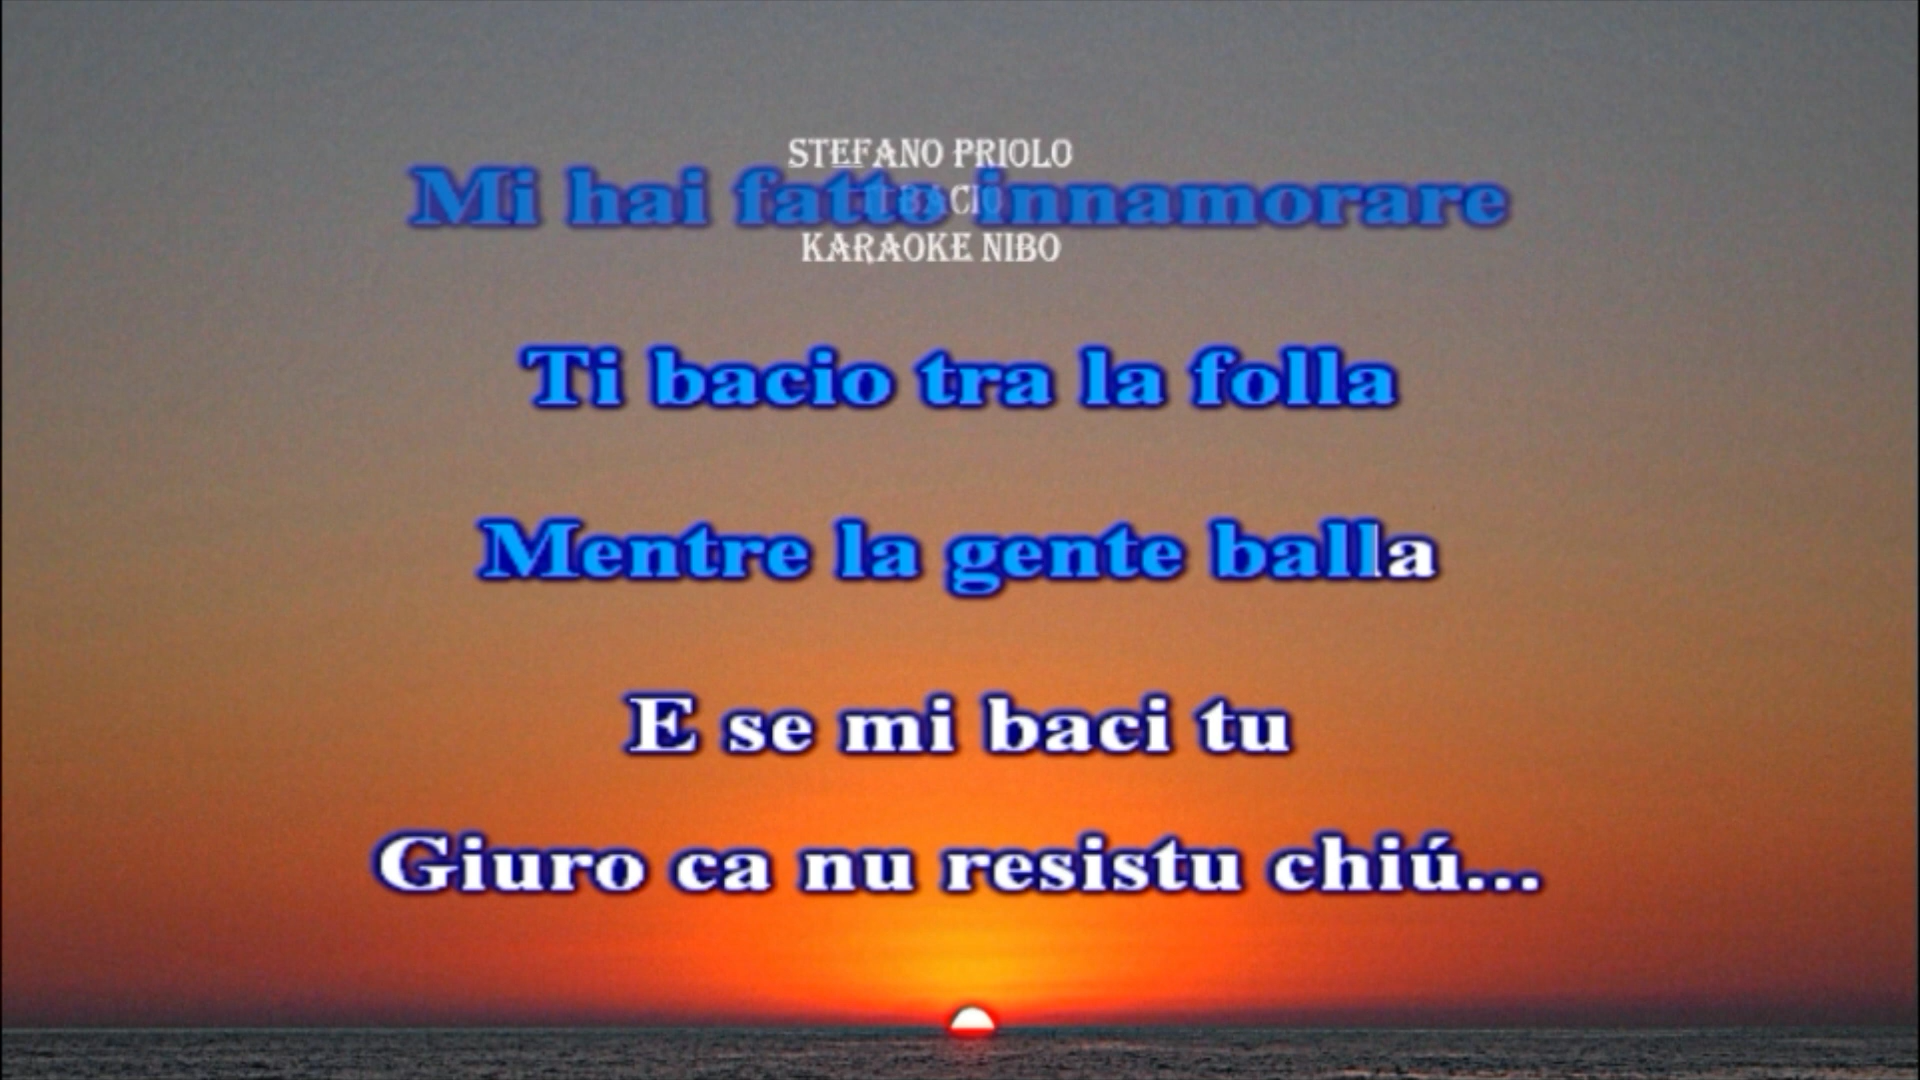 STEFANO PRIOLO
Mi hai fatto innamorare
BACIO
KARAOKE NIBO
Ti bacio tra la folla
Mentre la gente balla
E se mi baci tu
Giuro ca nu resistu chiú...